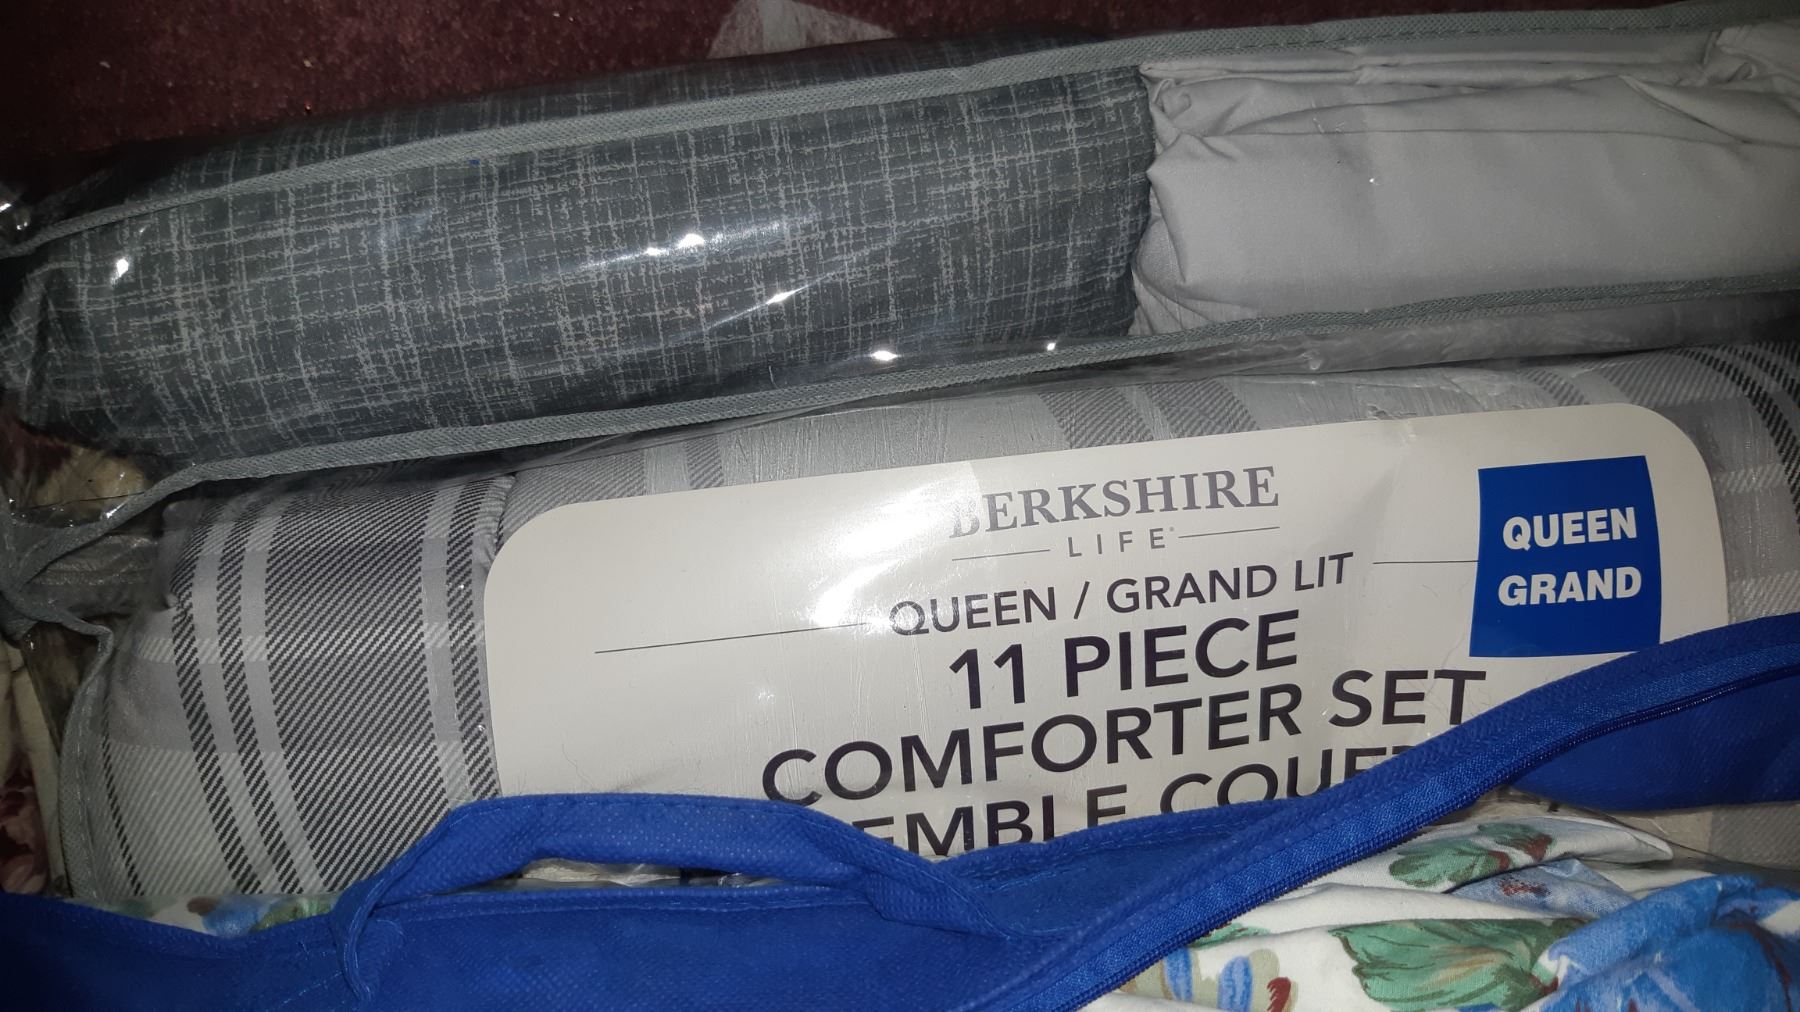 BERKSHIRE
LIFE
QUEEN / GRAND LIT
11 PIECE
COMFORTER SET
QUEEN
GRAND